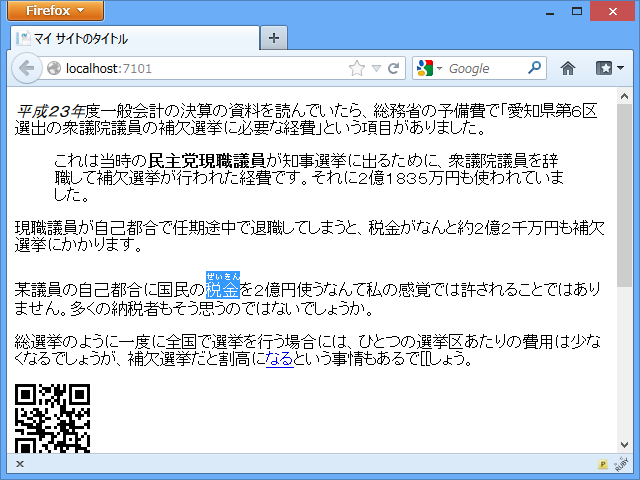 Firefox
マイ サイトのタイトル
localhost:7101
Google
平成23年度一般会計の決算の資料を読んでいたら、総務省の予備費で「愛知県第6区
選出の衆議院議員の補欠選挙に必要な経費」という項目がありました。
これは当時の民主党現職議員が知事選挙に出るために、衆議院議員を辞
職して補欠選挙が行われた経費です。それに2億1835万円も使われていま
した。
現職議員が自己都合で任期途中で退職してしまうと、税金がなんと約2億2千万円も補欠
選挙にかかります。
ぜいきん
某議員の自己都合に国民の税金を2億円使うなんて私の感覚では許されることではあり
ません。多くの納税者もそう思うのではないでしょうか。
総選挙のように一度に全国で選挙を行う場合には、ひとつの選挙区あたりの費用は少な
くなるでしょうが、補欠選挙だと割高になるという事情もあるで[[しょう。
P
RUBY